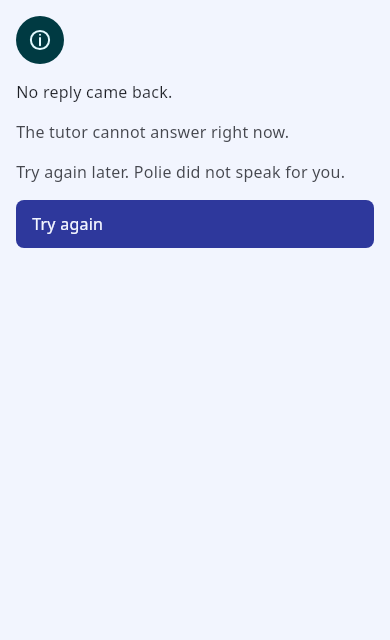 No reply came back.
The tutor cannot answer right now.
Try again later. Polie did not speak for you.
Try again